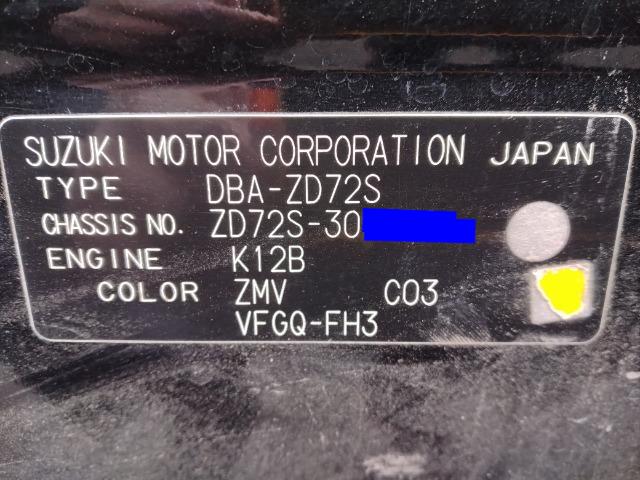 SUZUKI MOTOR CORPORATION JAPAN
TYPE DBA-ZD72S
CHASSIS NO. ZD72S-30
ENGINE K12B
COLOR ZMV C03
VFGQ-FH3